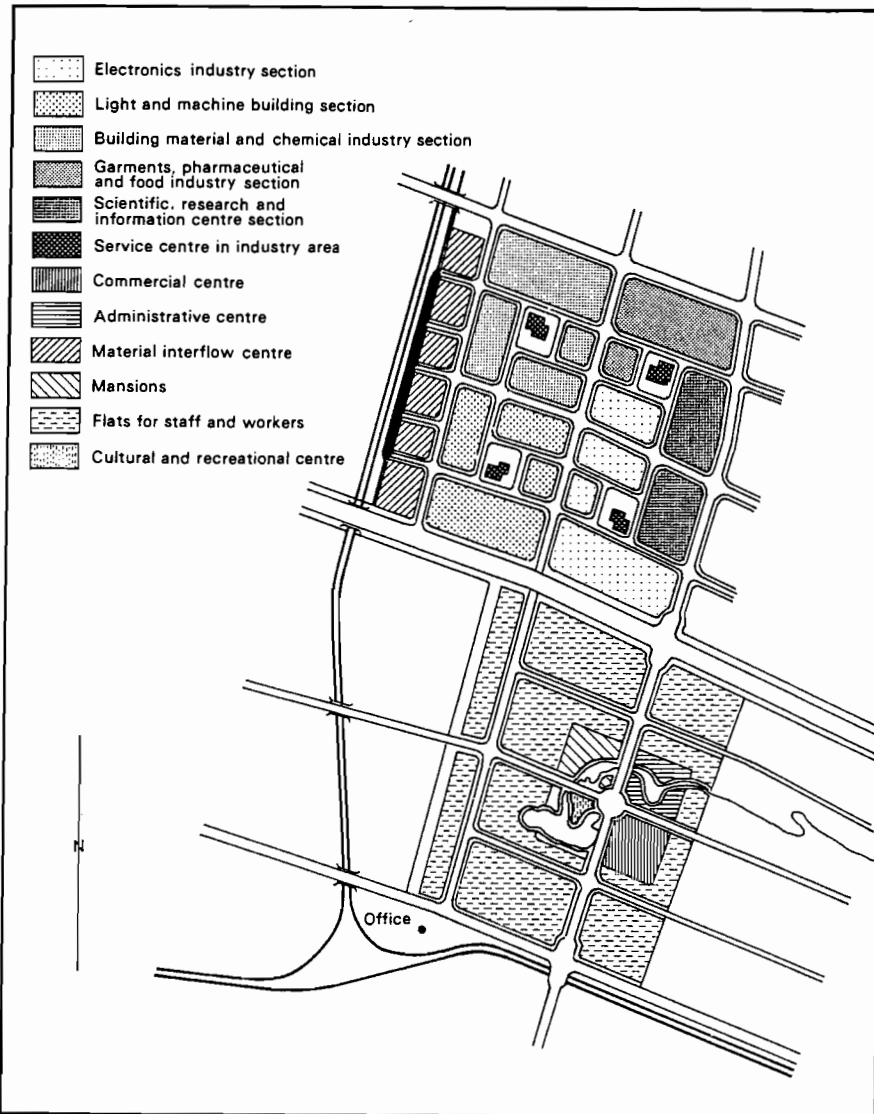 Electronics industry section
Light and machine building section
Building material and chemical industry section
Garments, pharmaceutical
and food industry section
Scientific, research and
information centre section
Service centre in industry area
Commercial centre
Administrative centre
Material interflow centre
Mansions
Flats for staff and workers
Cultural and recreational centre
N
Office